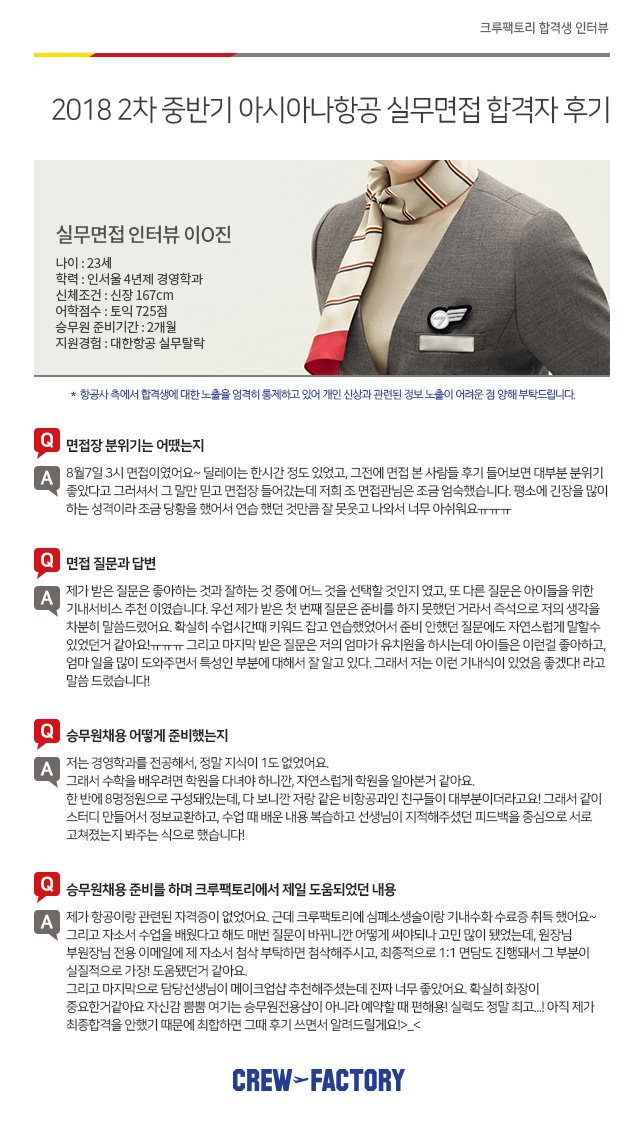 크루팩토리 합격생 인터뷰
2018 2차 중반기 아시아나항공 실무면접 합격자 후기
실무면접 인터뷰 이O진
나이 : 23세
학력 : 인서울 4년제 경영학과
신체조건 : 신장 167cm
어학점수 : 토익 725점
승무원 준비기간 : 2개월
지원경험 : 대한항공 실무탈락
* 항공사 측에서 합격생에 대한 노출을 엄격히 통제하고 있어 개인 신상과 관련된 정보 노출이 어려운 점 양해 부탁드립니다.
Q 면접장 분위기는 어땠는지
A 8월7일 3시 면접이였어요~ 딜레이는 한시간 정도 있었고, 그전에 면접 본 사람들 후기 들어보면 대부분 분위기
좋았다고 그러셔서 그 말만 믿고 면접장 들어갔는데 저희 조 면접관님은 조금 엄숙했습니다. 평소에 긴장을 많이
하는 성격이라 조금 당황을 했어서 연습 했던 것만큼 잘 못웃고 나와서 너무 아쉬워요ㅠㅠㅠ
Q 면접 질문과 답변
A 제가 받은 질문은 좋아하는 것과 잘하는 것 중에 어느 것을 선택할 것인지 였고, 또 다른 질문은 아이들을 위한
기내서비스 추천 이였습니다. 우선 제가 받은 첫 번째 질문은 준비를 하지 못했던 거라서 즉석으로 저의 생각을
차분히 말씀드렸어요. 확실히 수업시간때 키워드 잡고 연습했었어서 준비 안했던 질문에도 자연스럽게 말할수
있었던거 같아요!ㅠㅠㅠ 그리고 마지막 받은 질문은 저의 엄마가 유치원을 하시는데 아이들은 이런걸 좋아하고,
엄마 일을 많이 도와주면서 특성인 부분에 대해서 잘 알고 있다. 그래서 저는 이런 기내식이 있었음 좋겠다! 라고
말씀 드렸습니다!
Q 승무원채용 어떻게 준비했는지
A 저는 경영학과를 전공해서, 정말 지식이 1도 없었어요.
그래서 수학을 배우려면 학원을 다녀야 하니깐, 자연스럽게 학원을 알아본거 같아요.
한 반에 8명정원으로 구성돼있는데, 다 보니깐 저랑 같은 비항공과인 친구들이 대부분이더라고요! 그래서 같이
스터디 만들어서 정보교환하고, 수업 때 배운 내용 복습하고 선생님이 지적해주셨던 피드백을 중심으로 서로
고쳐졌는지 봐주는 식으로 했습니다!
Q 승무원채용 준비를 하며 크루팩토리에서 제일 도움되었던 내용
A 제가 항공이랑 관련된 자격증이 없었어요. 근데 크루팩토리에 심폐소생술이랑 기내수화 수료증 취득 했어요~
그리고 자소서 수업을 배웠다고 해도 매번 질문이 바뀌니깐 어떻게 써야되나 고민 많이 됐었는데, 원장님
부원장님 전용 이메일에 제 자소서 첨삭 부탁하면 첨삭해주시고, 최종적으로 1:1 면담도 진행돼서 그 부분이
실질적으로 가장! 도움됐던거 같아요.
그리고 마지막으로 담당선생님이 메이크업샵 추천해주셨는데 진짜 너무 좋았어요. 확실히 화장이
중요한거같아요 자신감 뿜뿜 여기는 승무원전용샵이 아니라 예약할 때 편해용! 실력도 정말 최고...! 아직 제가
최종합격을 안했기 때문에 최합하면 그때 후기 쓰면서 알려드릴게요!>_<
CREW FACTORY